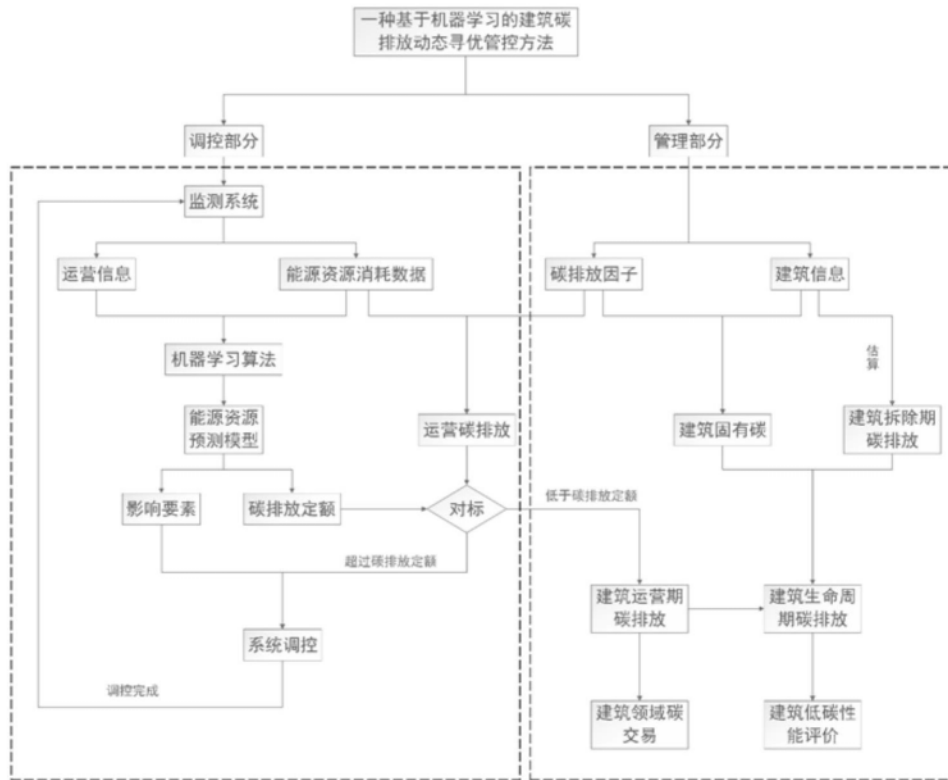 一种基于机器学习的建筑碳
排放动态寻优管控方法
调控部分
管理部分
监测系统
运营信息
能源资源消耗数据
碳排放因子
建筑信息
机器学习算法
估
算
能源资源
预测模型
运营碳排放
建筑固有碳
建筑拆除期
碳排放
影响要素
碳排放定额
对标
低于碳排放定额
超过碳排放定额
建筑运营期
碳排放
建筑生命周
期碳排放
系统调控
调控完成
建筑领域碳
交易
建筑低碳性
能评价